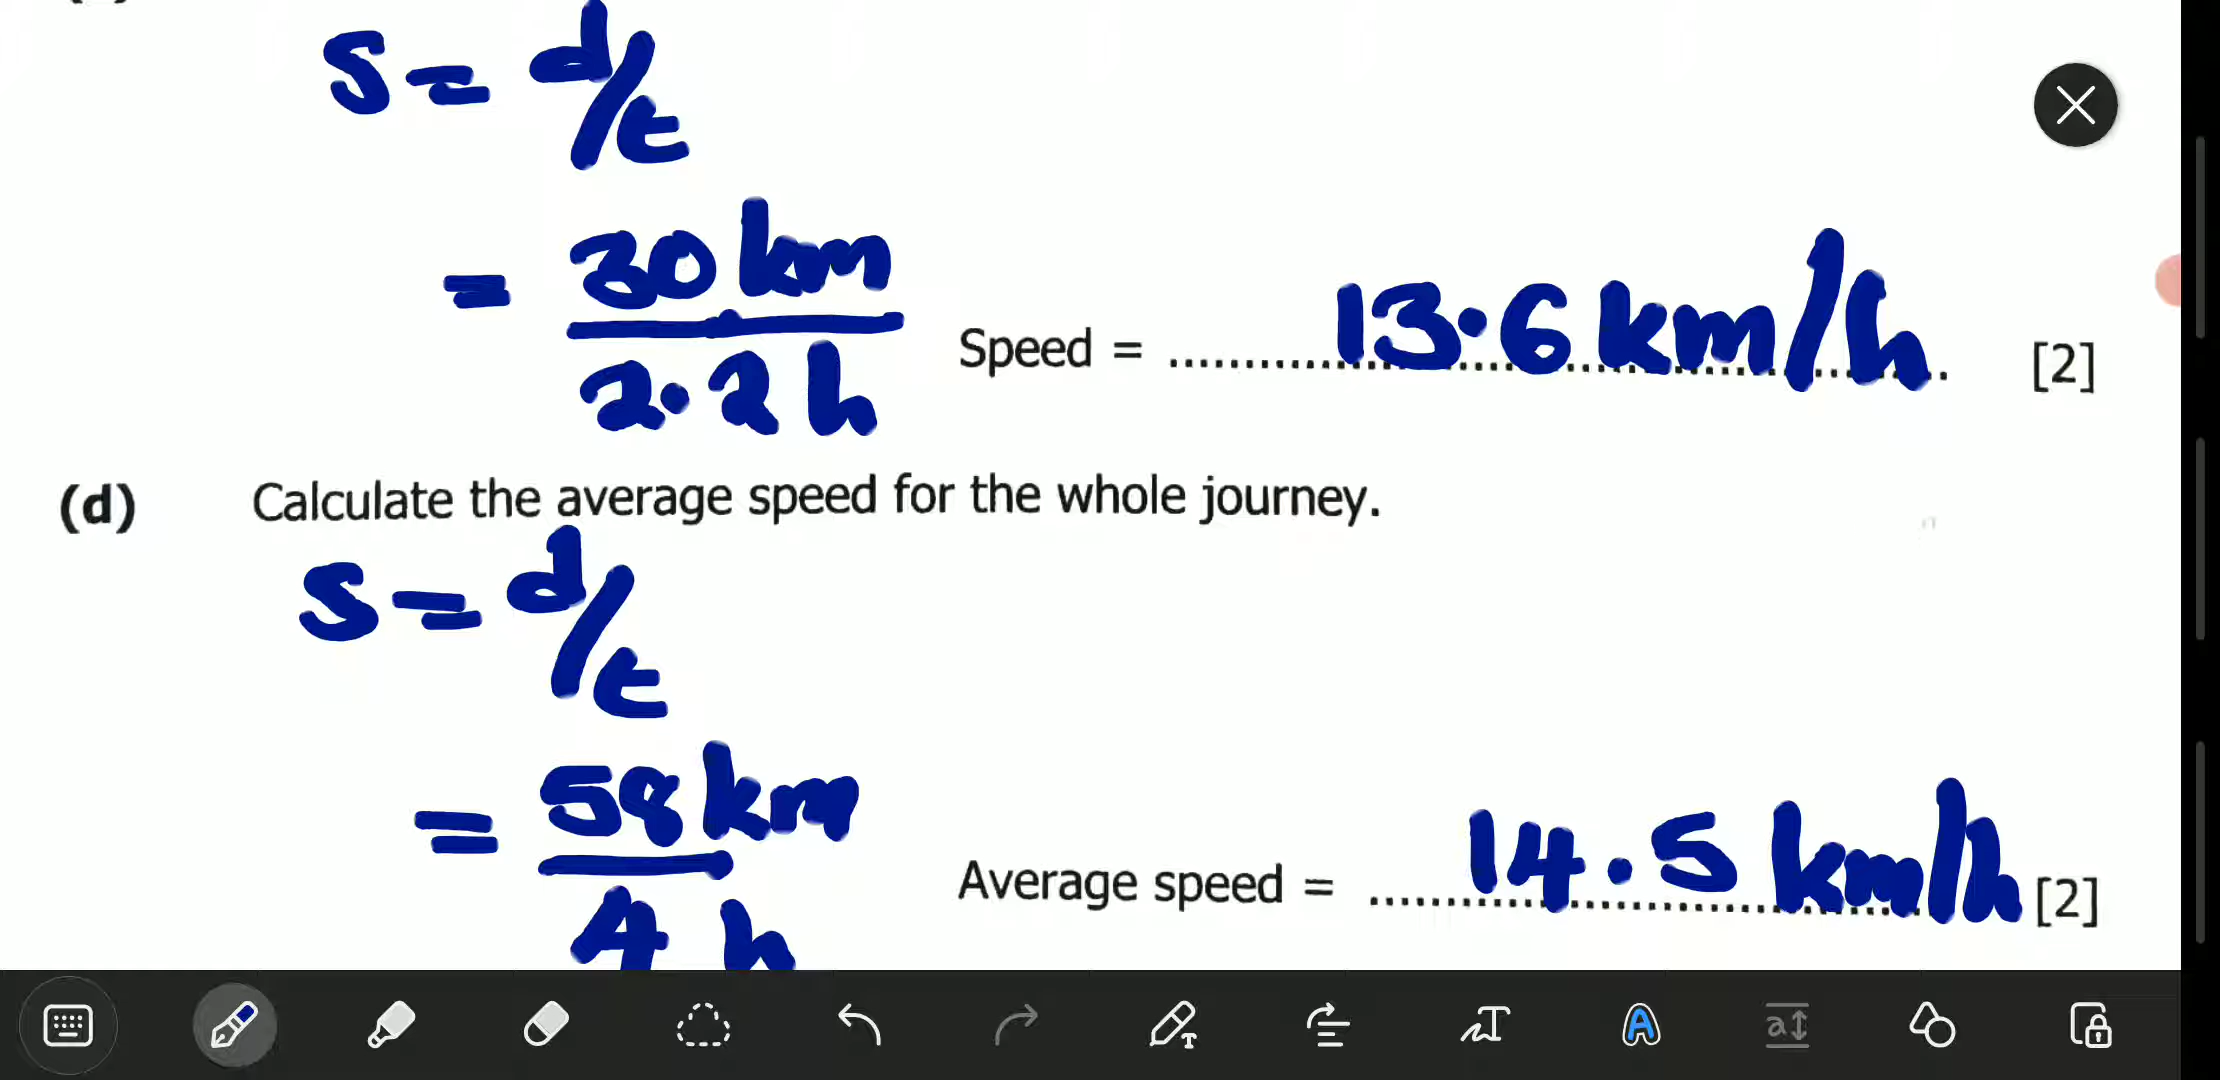 s = d/t
= 30 km
2.2 h
Speed = .......... 13.6 km/h . [2]
(d) Calculate the average speed for the whole journey.
s = d/t
= 58 km
4 h
Average speed = .......... 14.5 km/h [2]